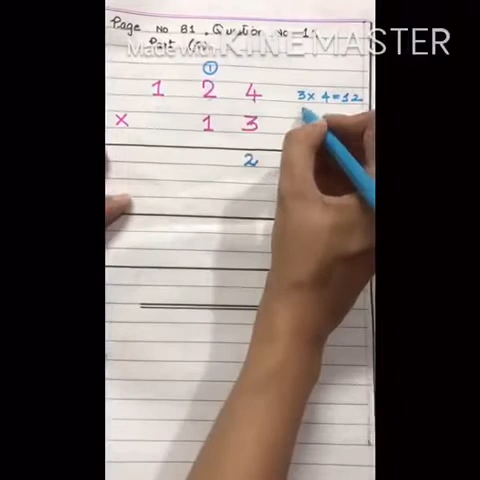 Page No 81, Question No -1.
Part
Made with KINEMASTER
①
1 2 4
3 x 4 = 12
x 1 3
2